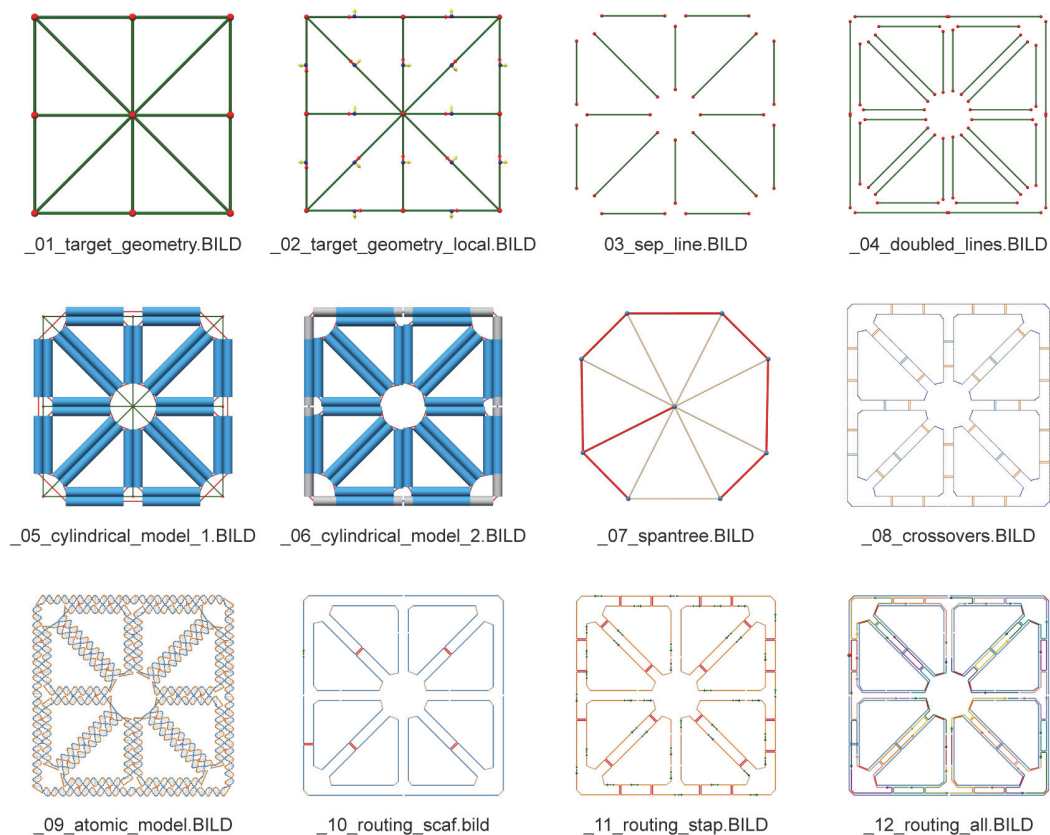 _01_target_geometry.BILD
_02_target_geometry_local.BILD
03_sep_line.BILD
_04_doubled_lines.BILD
_05_cylindrical_model_1.BILD
_06_cylindrical_model_2.BILD
_07_spantree.BILD
_08_crossovers.BILD
_09_atomic_model.BILD
_10_routing_scaf.bild
_11_routing_stap.BILD
_12_routing_all.BILD